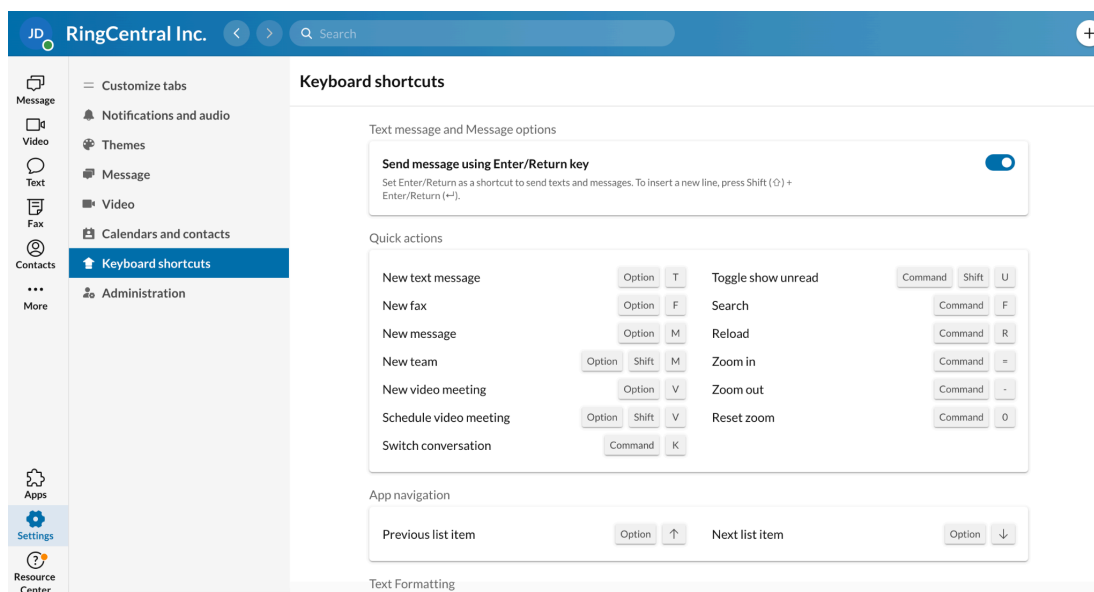 JD RingCentral Inc. Search
Message
Video
Text
Fax
Contacts
More
Apps
Settings
Resource
Center
Customize tabs
Notifications and audio
Themes
Message
Video
Calendars and contacts
Keyboard shortcuts
Administration
Keyboard shortcuts
Text message and Message options
Send message using Enter/Return key
Set Enter/Return as a shortcut to send texts and messages. To insert a new line, press Shift (⇧) +
Enter/Return (↵).
Quick actions
New text message Option T
New fax Option F
New message Option M
New team Option Shift M
New video meeting Option V
Schedule video meeting Option Shift V
Switch conversation Command K
Toggle show unread Command Shift U
Search Command F
Reload Command R
Zoom in Command =
Zoom out Command -
Reset zoom Command 0
App navigation
Previous list item Option ↑
Next list item Option ↓
Text Formatting